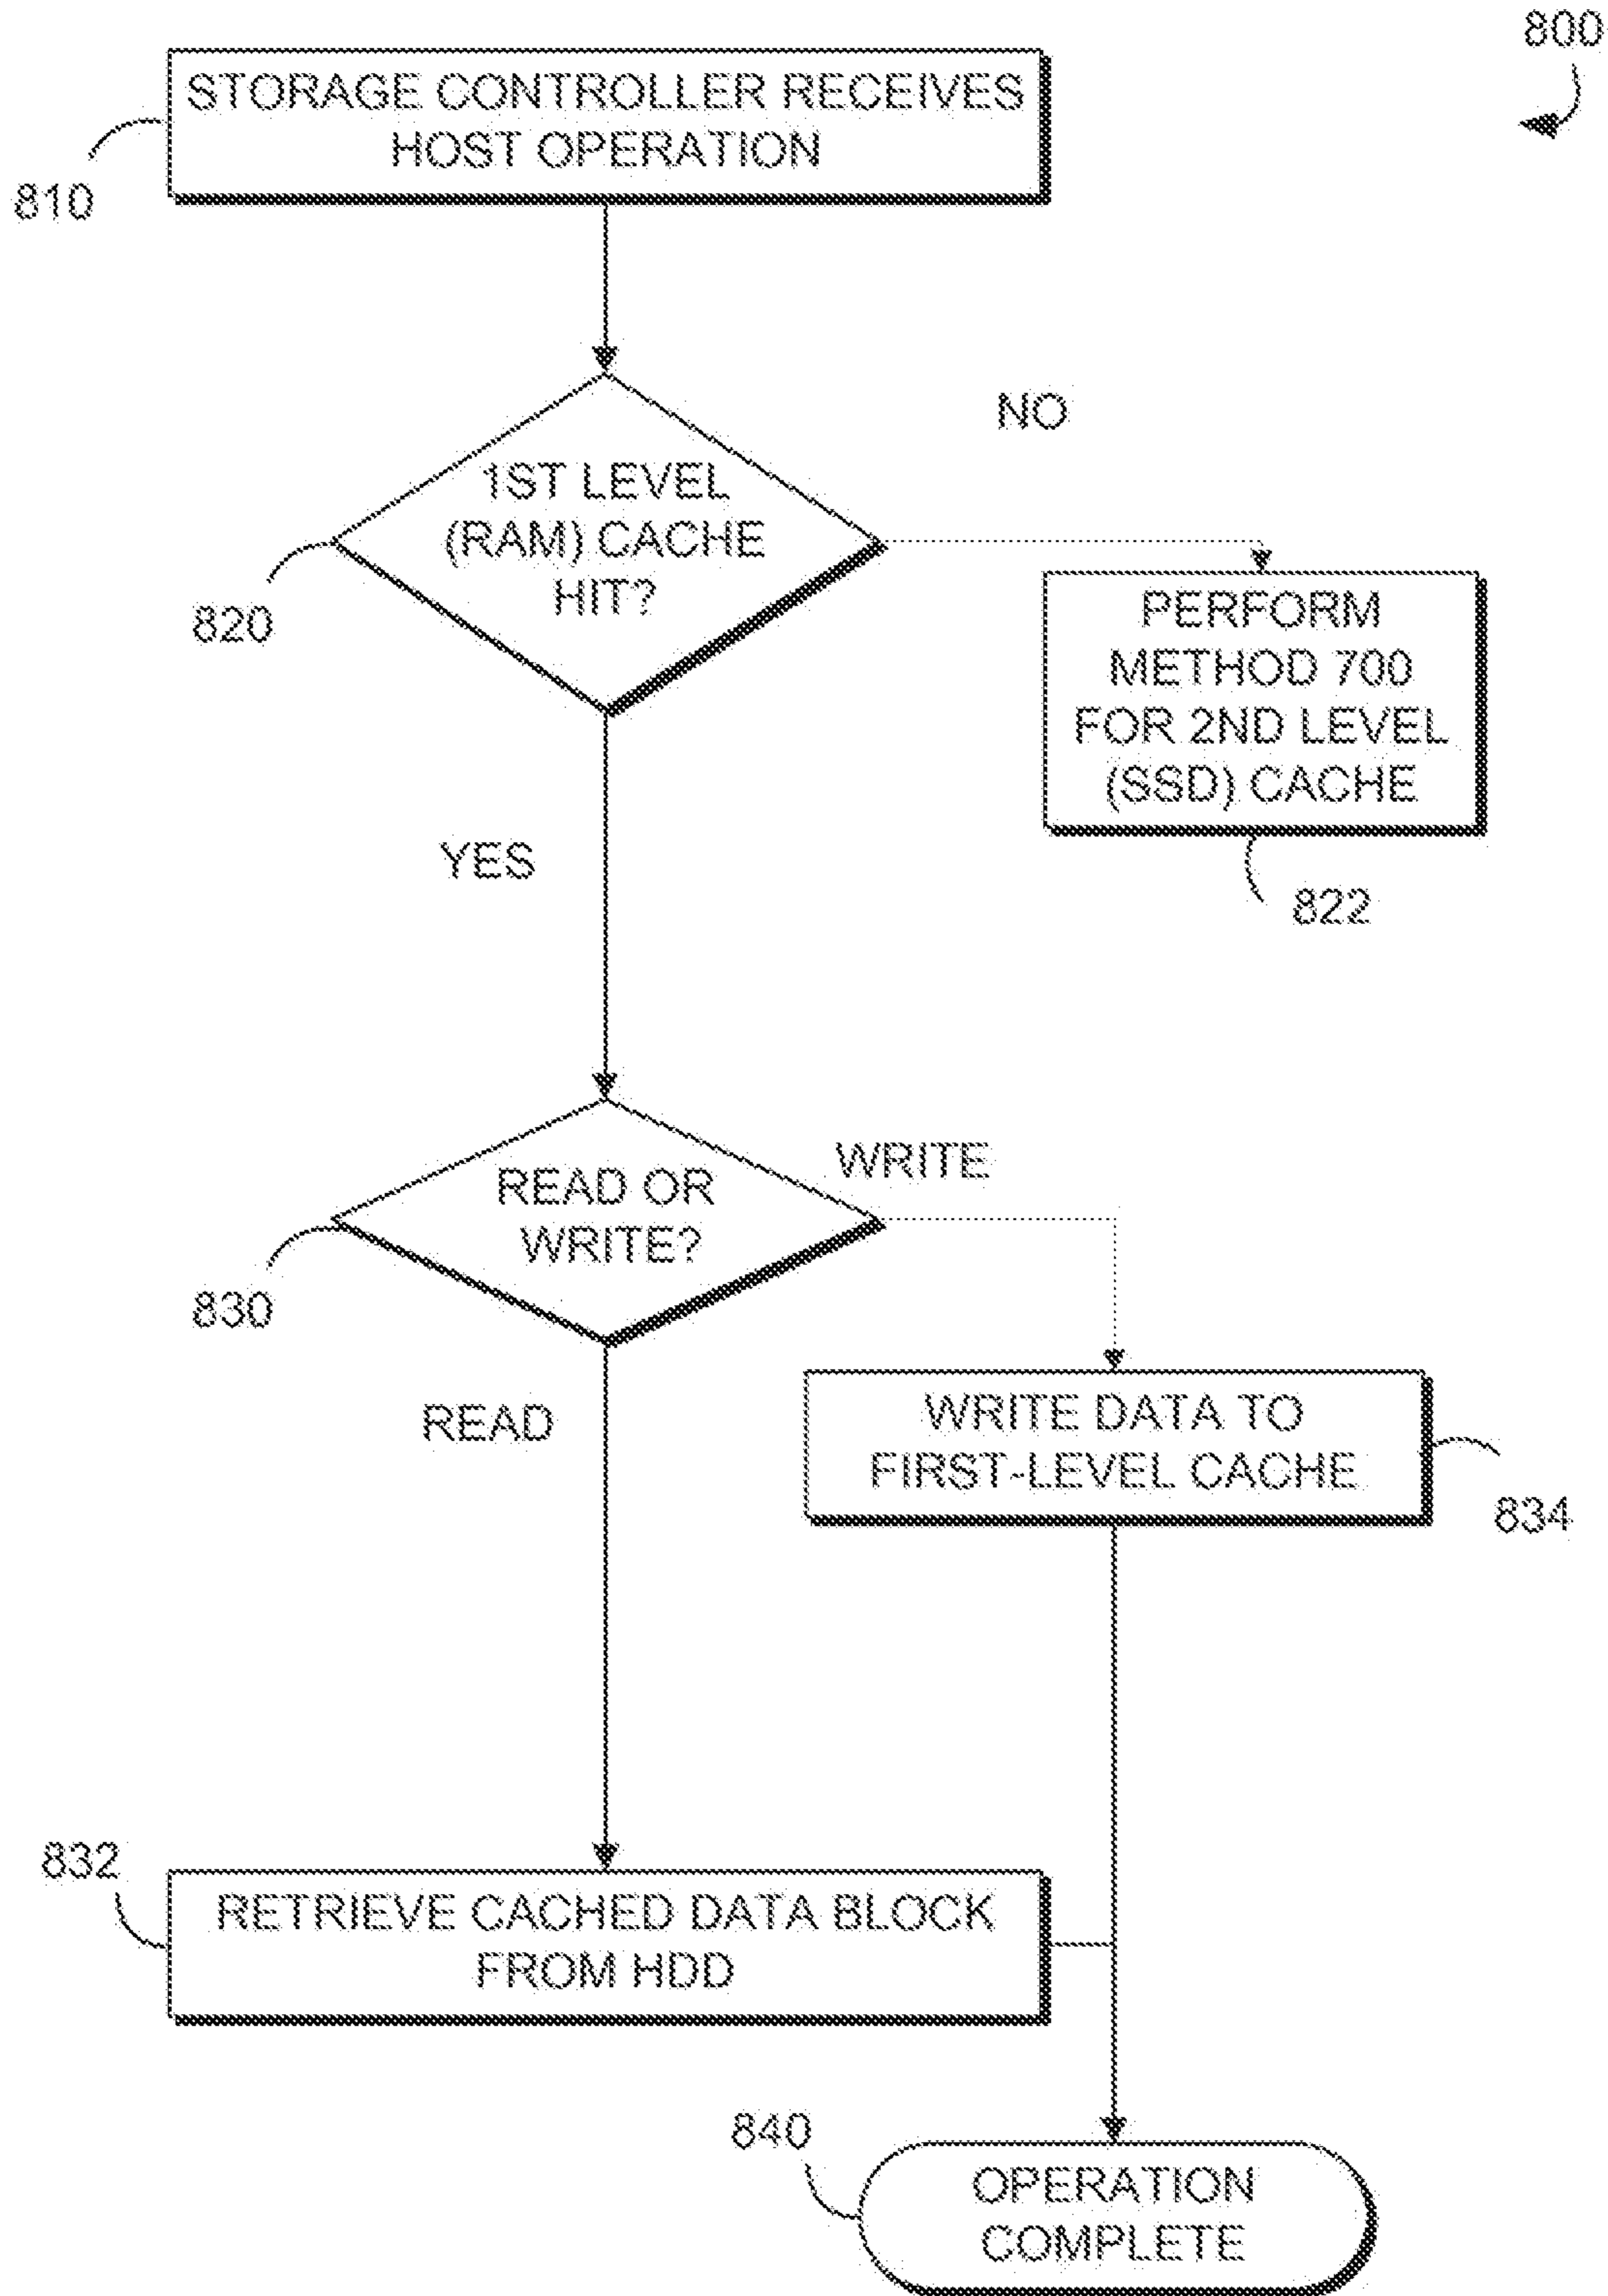 800
STORAGE CONTROLLER RECEIVES
HOST OPERATION
810
NO
1ST LEVEL
(RAM) CACHE
HIT?
820
PERFORM
METHOD 700
FOR 2ND LEVEL
(SSD) CACHE
822
YES
READ OR
WRITE?
WRITE
830
READ
WRITE DATA TO
FIRST-LEVEL CACHE
834
832
RETRIEVE CACHED DATA BLOCK
FROM HDD
840
OPERATION
COMPLETE